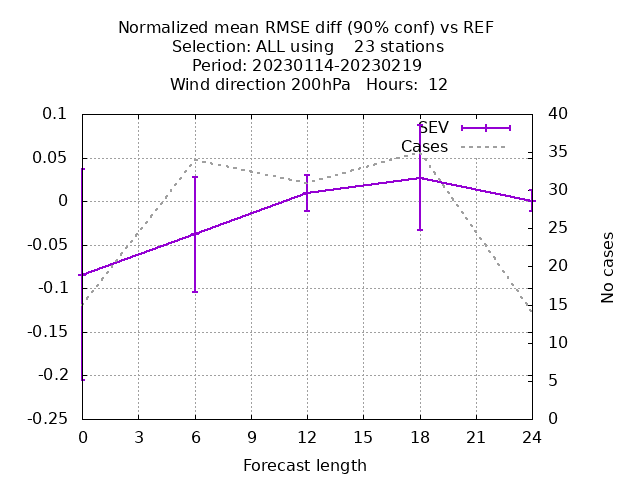 Normalized mean RMSE diff (90% conf) vs REF
Selection: ALL using    23 stations
Period: 20230114-20230219
Wind direction 200hPa   Hours:  12
0.1
0.05
0
-0.05
-0.1
-0.15
-0.2
-0.25
40
35
30
25
20
15
10
5
0
SEV
Cases
No cases
0 3 6 9 12 15 18 21 24
Forecast length